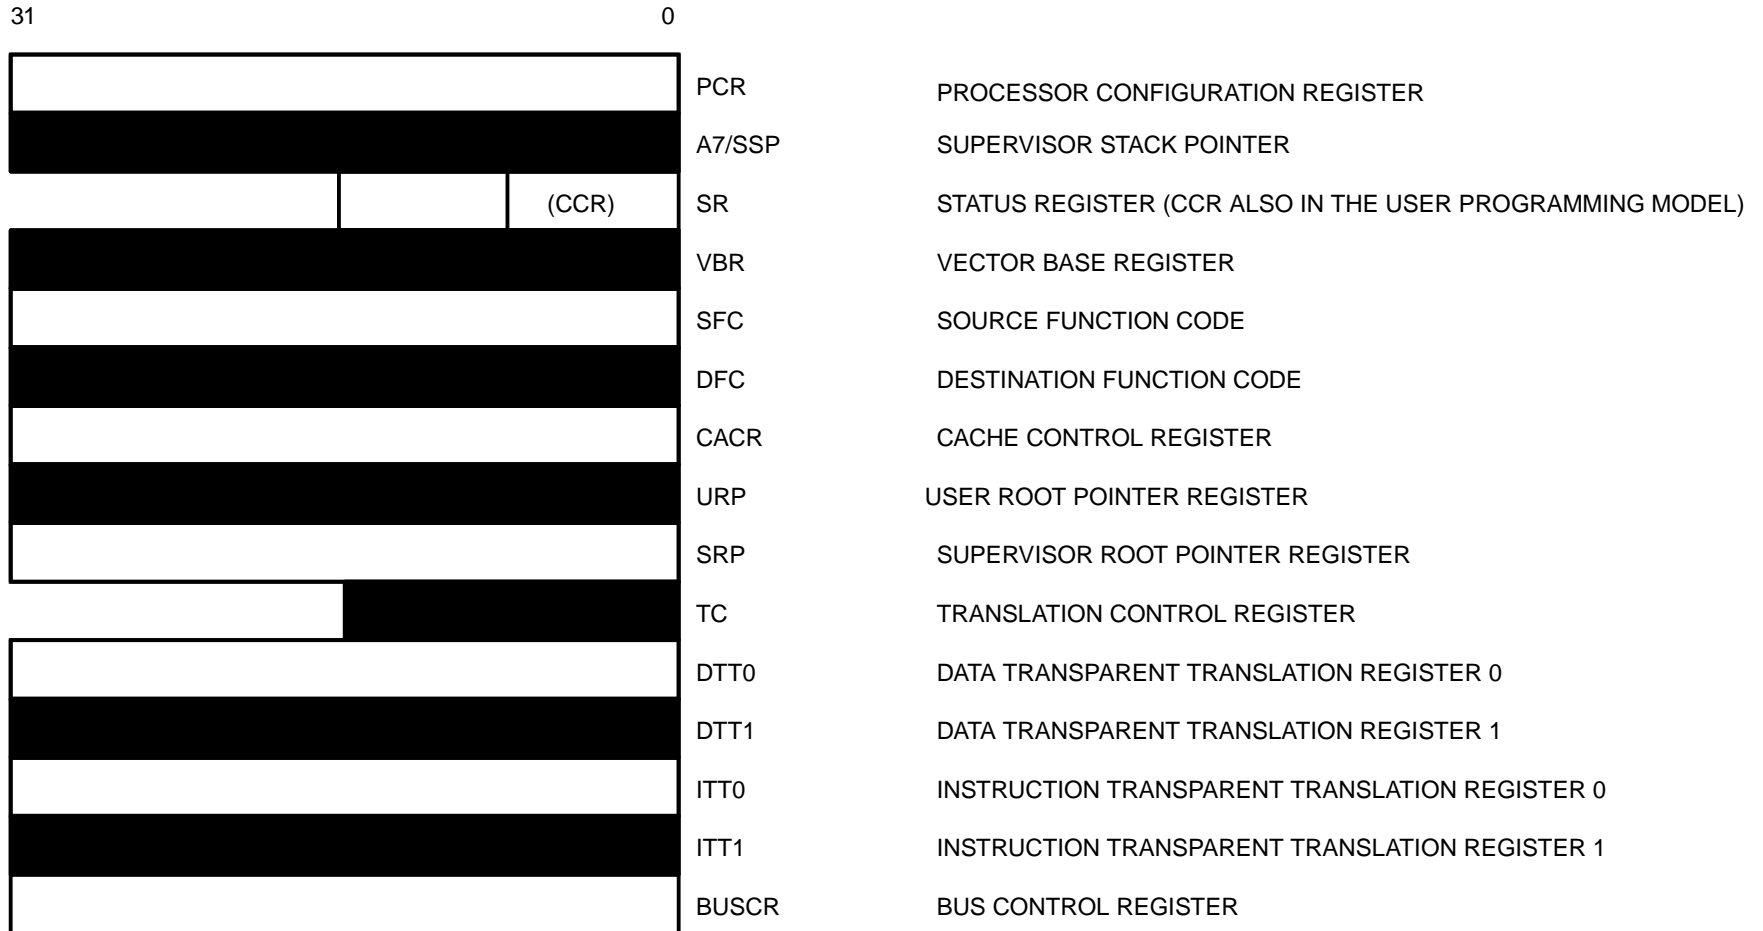 31 0
PCR PROCESSOR CONFIGURATION REGISTER
A7/SSP SUPERVISOR STACK POINTER
(CCR) SR STATUS REGISTER (CCR ALSO IN THE USER PROGRAMMING MODEL)
VBR VECTOR BASE REGISTER
SFC SOURCE FUNCTION CODE
DFC DESTINATION FUNCTION CODE
CACR CACHE CONTROL REGISTER
URP USER ROOT POINTER REGISTER
SRP SUPERVISOR ROOT POINTER REGISTER
TC TRANSLATION CONTROL REGISTER
DTT0 DATA TRANSPARENT TRANSLATION REGISTER 0
DTT1 DATA TRANSPARENT TRANSLATION REGISTER 1
ITT0 INSTRUCTION TRANSPARENT TRANSLATION REGISTER 0
ITT1 INSTRUCTION TRANSPARENT TRANSLATION REGISTER 1
BUSCR BUS CONTROL REGISTER